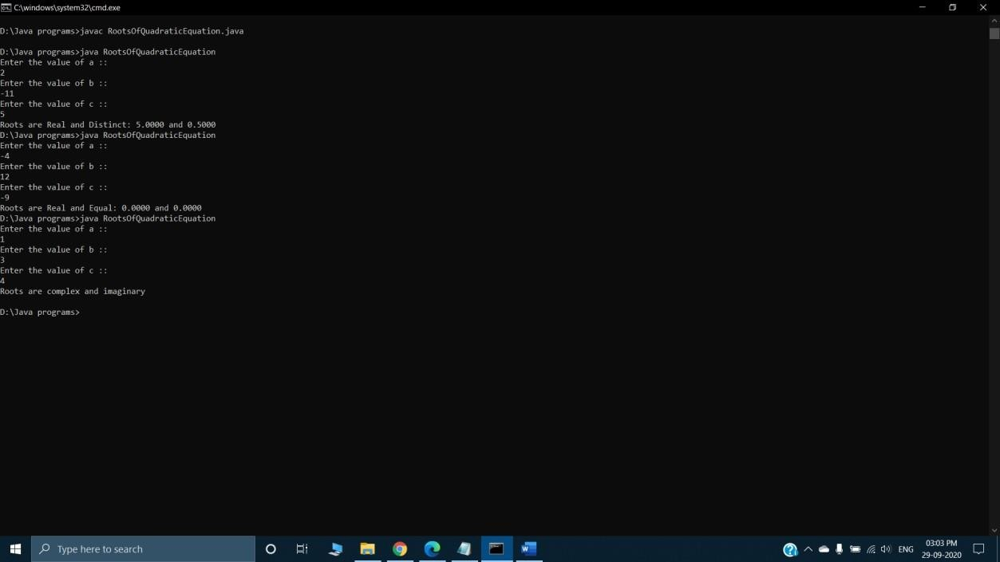 C:\windows\system32\cmd.exe
D:\Java programs>javac RootsOfQuadraticEquation.java
D:\Java programs>java RootsOfQuadraticEquation
Enter the value of a ::
2
Enter the value of b ::
-11
Enter the value of c ::
5
Roots are Real and Distinct: 5.0000 and 0.5000
D:\Java programs>java RootsOfQuadraticEquation
Enter the value of a ::
-4
Enter the value of b ::
12
Enter the value of c ::
-9
Roots are Real and Equal: 0.0000 and 0.0000
D:\Java programs>java RootsOfQuadraticEquation
Enter the value of a ::
1
Enter the value of b ::
3
Enter the value of c ::
4
Roots are complex and imaginary
D:\Java programs>
Type here to search
ENG
03:03 PM
29-09-2020